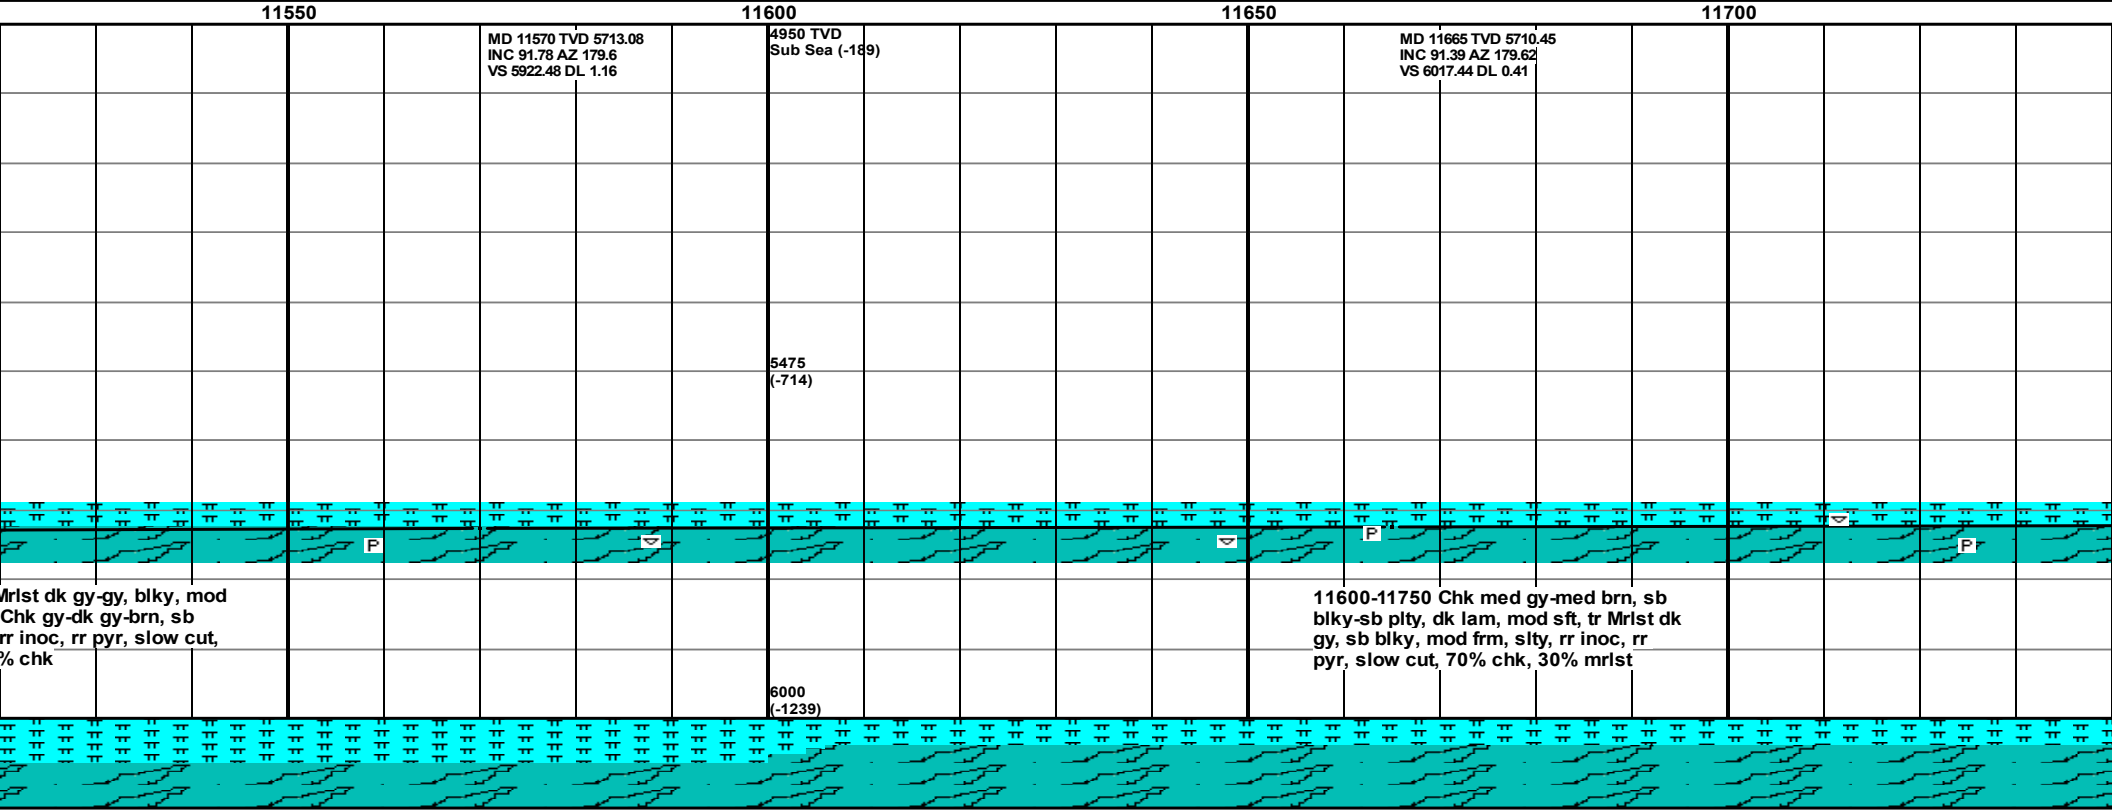 11550 11600 11650 11700
MD 11570 TVD 5713.08
INC 91.78 AZ 179.6
VS 5922.48 DL 1.16
4950 TVD
Sub Sea (-189)
MD 11665 TVD 5710.45
INC 91.39 AZ 179.62
VS 6017.44 DL 0.41
5475
(-714)
P
P
P
Mrlst dk gy-gy, blky, mod
Chk gy-dk gy-brn, sb
rr inoc, rr pyr, slow cut,
% chk
11600-11750 Chk med gy-med brn, sb
blky-sb plty, dk lam, mod sft, tr Mrlst dk
gy, sb blky, mod frm, slty, rr inoc, rr
pyr, slow cut, 70% chk, 30% mrlst
6000
(-1239)